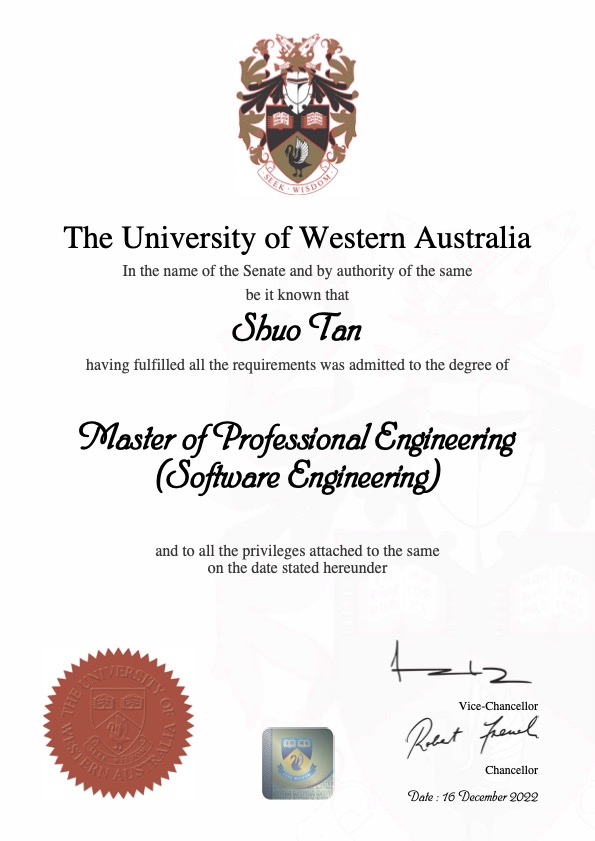 SEEK · WISDOM
The University of Western Australia
In the name of the Senate and by authority of the same
be it known that
Shuo Tan
having fulfilled all the requirements was admitted to the degree of
Master of Professional Engineering
(Software Engineering)
and to all the privileges attached to the same
on the date stated hereunder
THE UNIVERSITY OF WESTERN AUSTRALIA
Vice-Chancellor
Robert French
Chancellor
Date : 16 December 2022